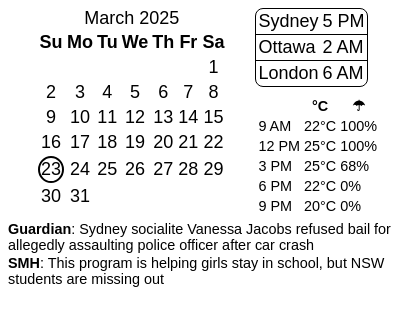 March 2025
Su Mo Tu We Th Fr Sa
1
2 3 4 5 6 7 8
9 10 11 12 13 14 15
16 17 18 19 20 21 22
23 24 25 26 27 28 29
30 31
Sydney 5 PM
Ottawa 2 AM
London 6 AM
°C ☂
9 AM 22°C 100%
12 PM 25°C 100%
3 PM 25°C 68%
6 PM 22°C 0%
9 PM 20°C 0%
Guardian: Sydney socialite Vanessa Jacobs refused bail for
allegedly assaulting police officer after car crash
SMH: This program is helping girls stay in school, but NSW
students are missing out